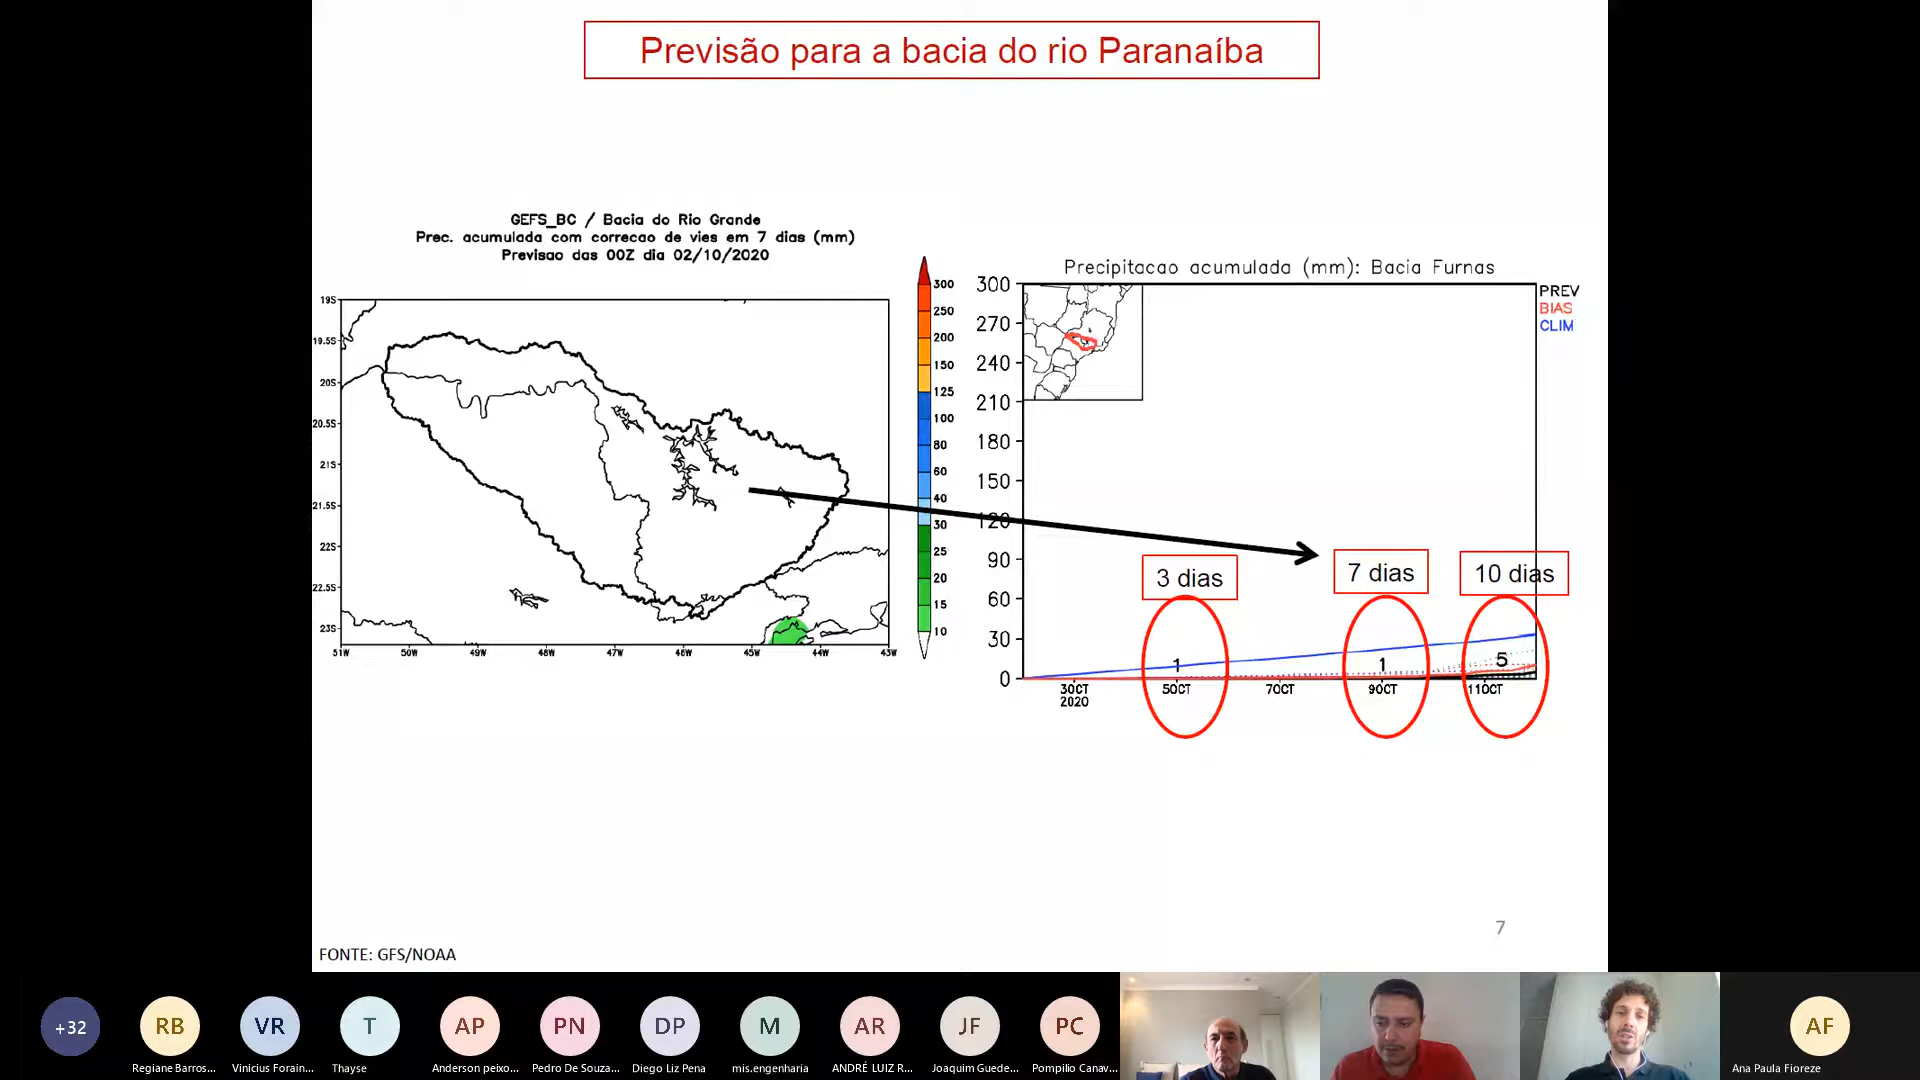 Previsão para a bacia do rio Paranaíba
GEFS_BC / Bacia do Rio Grande
Prec. acumulada com correcao de vies em 7 dias (mm)
Previsao das 00Z dia 02/10/2020
19S
19.5S
20S
20.5S
21S
21.5S
22S
22.5S
23S
51W 50W 49W 48W 47W 46W 45W 44W 43W
300
250
200
150
125
100
80
60
40
30
25
20
15
10
Precipitacao acumulada (mm): Bacia Furnas
PREV
BIAS
CLIM
300
270
240
210
180
150
120
90
60
30
0
3 dias
7 dias
10 dias
1
1
5
3OCT 5OCT 7OCT 9OCT 11OCT
2020
7
FONTE: GFS/NOAA
+32 RB VR T AP PN DP M AR JF PC AF
Regiane Barros... Vinicius Forain... Thayse Anderson peixo... Pedro De Souza... Diego Liz Pena mis.engenharia ANDRÉ LUIZ R... Joaquim Guede... Pompilio Canav... Ana Paula Fioreze